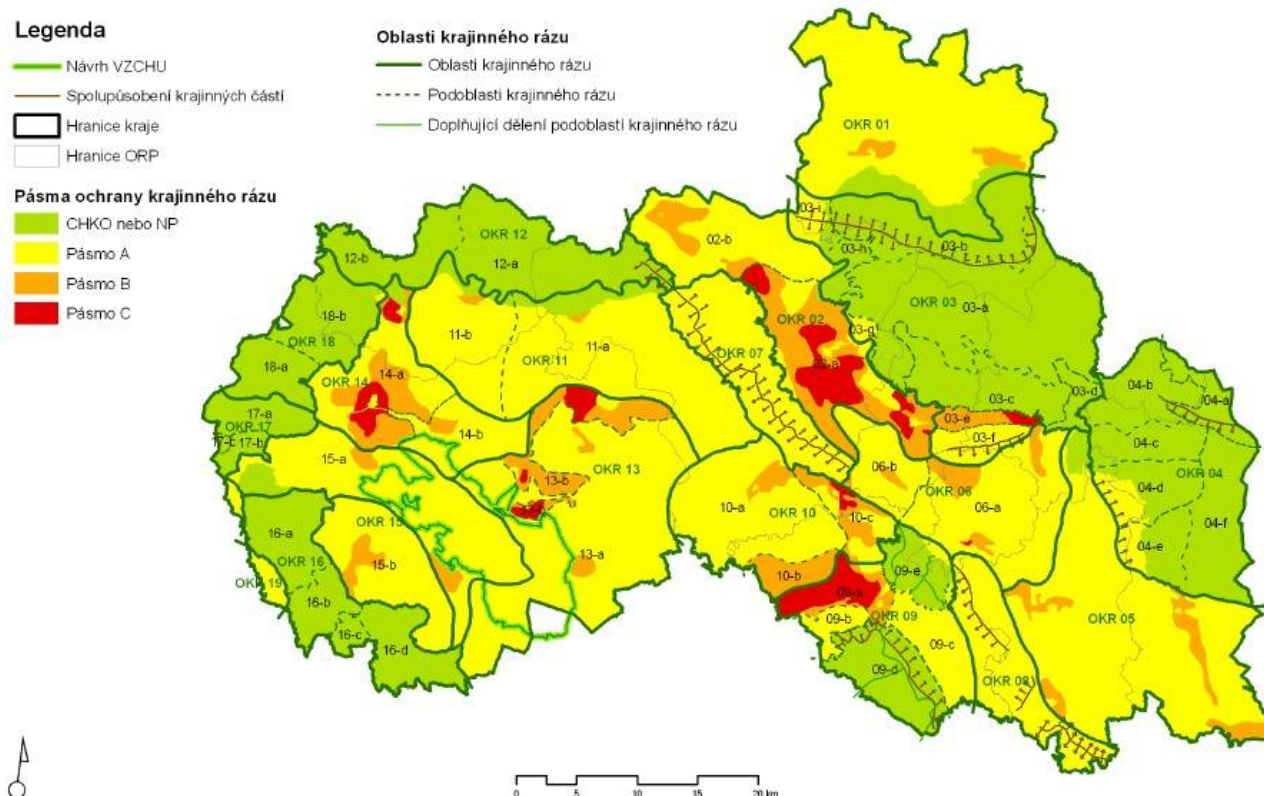 Legenda
Návrh VZCHU
Spolupůsobení krajinných částí
Hranice kraje
Hranice ORP
Pásma ochrany krajinného rázu
CHKO nebo NP
Pásmo A
Pásmo B
Pásmo C
Oblasti krajinného rázu
Oblasti krajinného rázu
Podoblasti krajinného rázu
Doplňující dělení podoblastí krajinného rázu
OKR 01
03-i
02-b
03-h
03-b
OKR 12
12-b
12-a
OKR 03
03-a
18-b
OKR 18
11-b
11-a
OKR 11
OKR 02
03-g
OKR 07
18-a
OKR 14
14-a
03-d
04-b
04-a
03-c
17-a
OKR 17
17-b
14-b
03-e
03-f
04-c
15-a
OKR 13
13-b
06-b
OKR 06
OKR 04
04-d
10-a
OKR 10
10-c
06-a
04-f
16-a
OKR 15
04-e
13-a
OKR 16
15-b
10-b
09-e
OKR 19
09-a
16-b
09-b
OKR 09
OKR 05
16-c
16-d
09-c
09-d
OKR 08
0 5 10 15 20 km